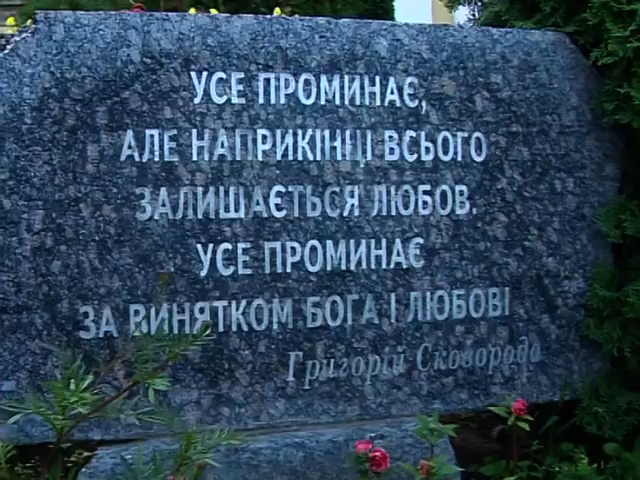 УСЕ ПРОМИНАЄ,
АЛЕ НАПРИКІНЦІ ВСЬОГО
ЗАЛИШАЄТЬСЯ ЛЮБОВ.
УСЕ ПРОМИНАЄ
ЗА ВИНЯТКОМ БОГА І ЛЮБОВІ
Григорій Сковорода